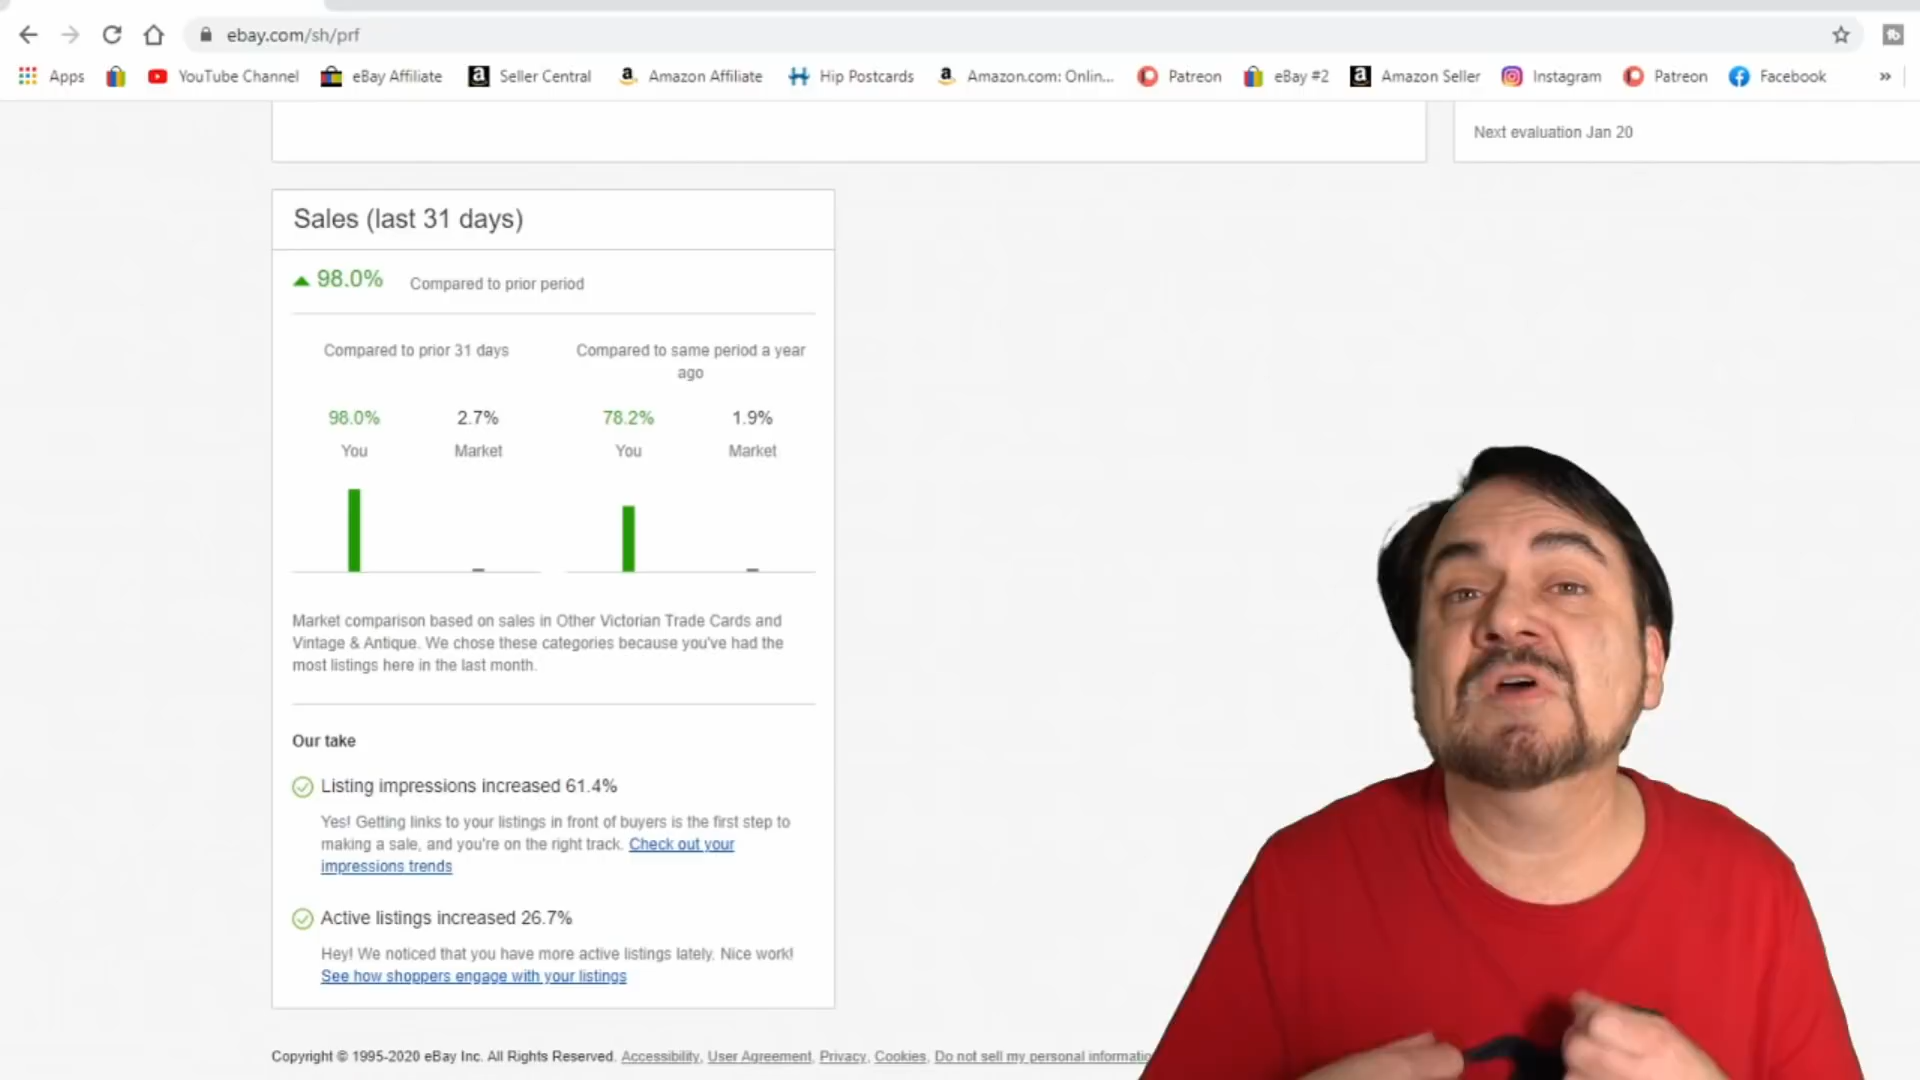 ebay.com/sh/prf
Apps YouTube Channel eBay Affiliate Seller Central Amazon Affiliate Hip Postcards Amazon.com: Onlin... Patreon eBay #2 Amazon Seller Instagram Patreon Facebook »
Next evaluation Jan 20
Sales (last 31 days)
98.0% Compared to prior period
Compared to prior 31 days
Compared to same period a year
ago
98.0% 2.7% 78.2% 1.9%
You Market You Market
Market comparison based on sales in Other Victorian Trade Cards and
Vintage & Antique. We chose these categories because you've had the
most listings here in the last month.
Our take
Listing impressions increased 61.4%
Yes! Getting links to your listings in front of buyers is the first step to
making a sale, and you're on the right track. Check out your
impressions trends
Active listings increased 26.7%
Hey! We noticed that you have more active listings lately. Nice work!
See how shoppers engage with your listings
Copyright © 1995-2020 eBay Inc. All Rights Reserved. Accessibility, User Agreement, Privacy, Cookies, Do not sell my personal informatio